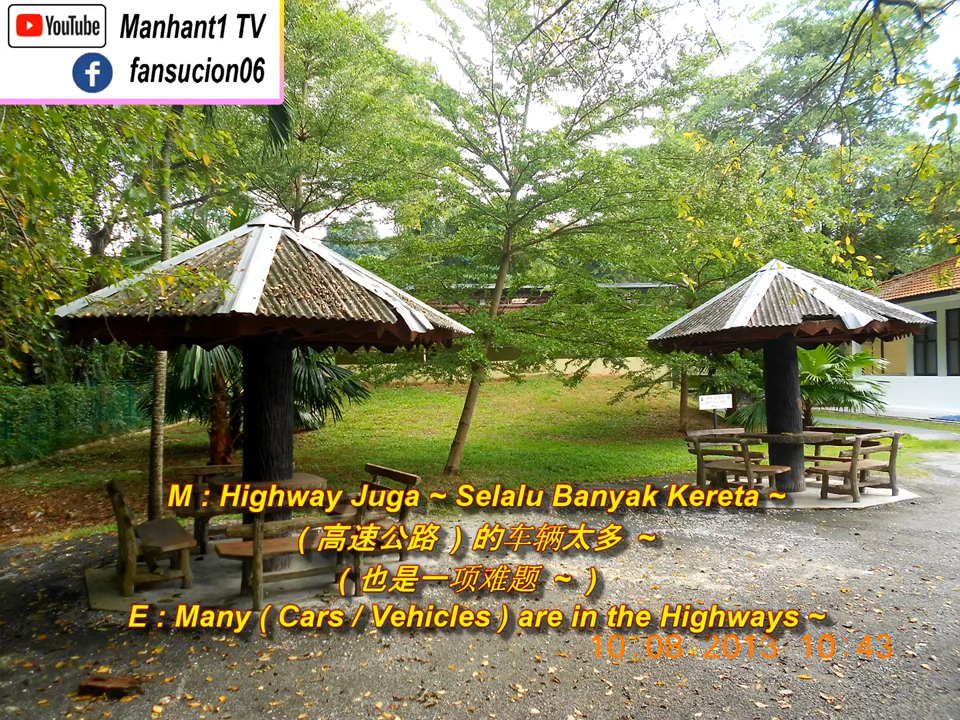 YouTube Manhant1 TV
fansucion06
M : Highway Juga ~ Selalu Banyak Kereta ~
( 高速公路 ) 的车辆太多 ~
( 也是一项难题 ~ )
E : Many ( Cars / Vehicles ) are in the Highways ~
10.08.2013 10:43